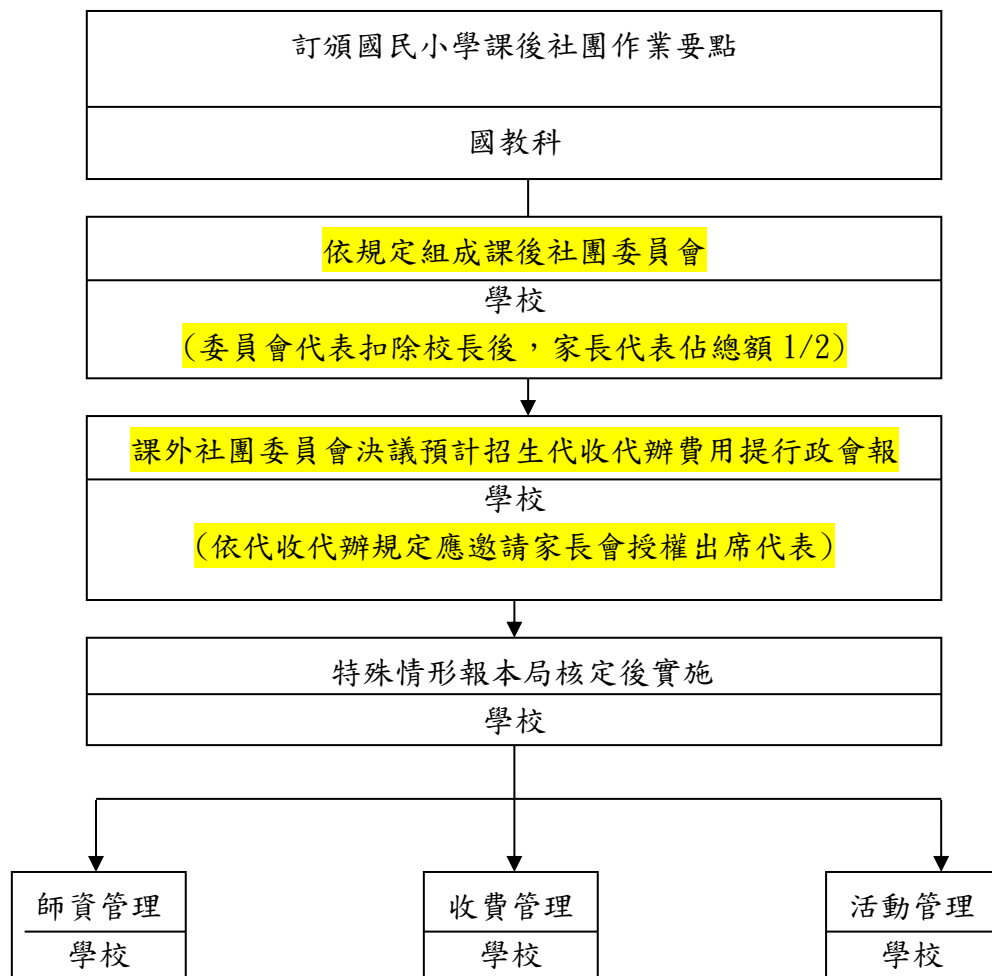 訂頒國民小學課後社團作業要點
國教科
依規定組成課後社團委員會
學校
(委員會代表扣除校長後，家長代表佔總額 1/2)
課外社團委員會決議預計招生代收代辦費用提行政會報
學校
(依代收代辦規定應邀請家長會授權出席代表)
特殊情形報本局核定後實施
學校
師資管理
學校
收費管理
學校
活動管理
學校